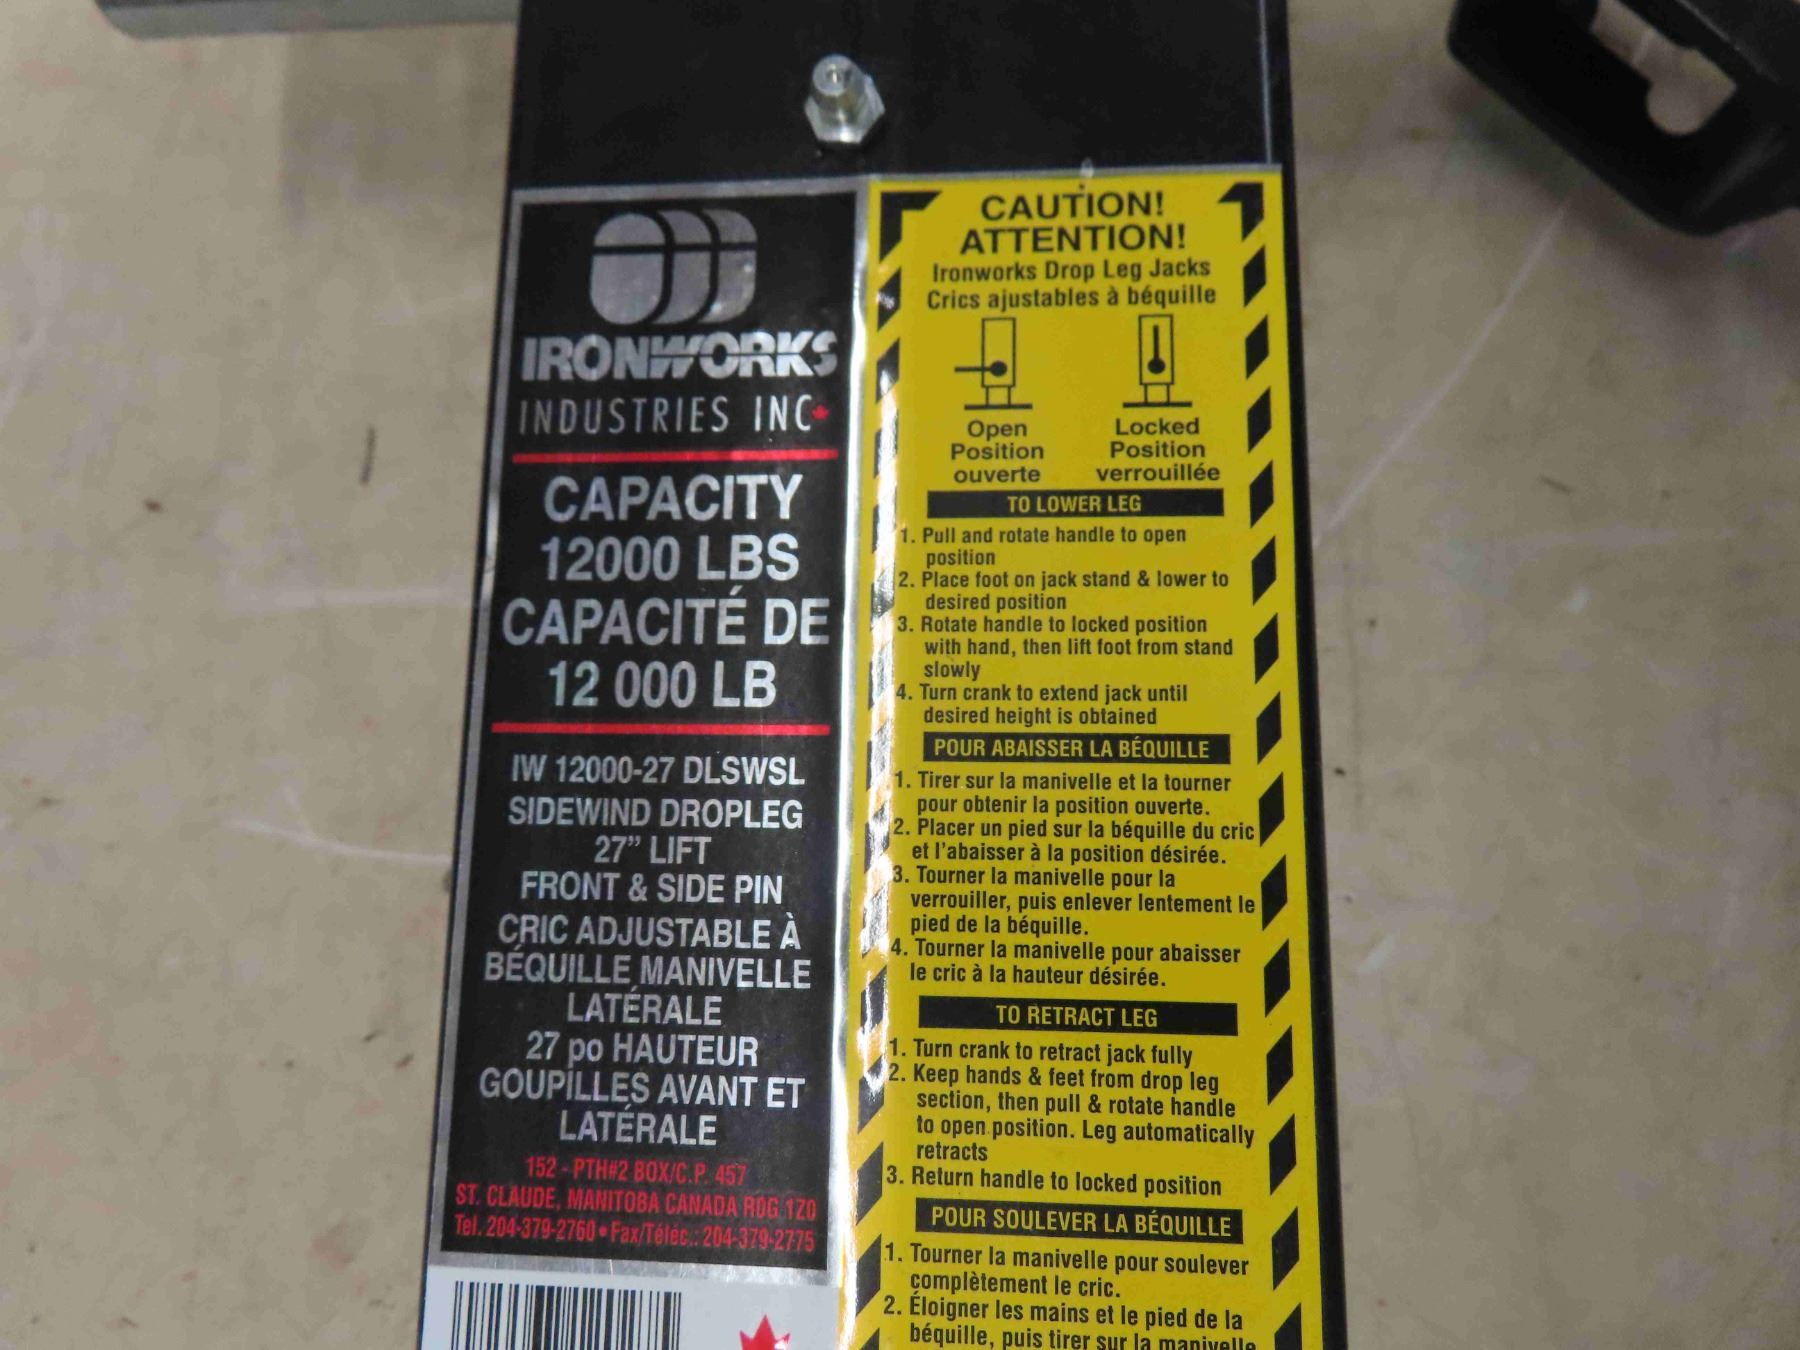 IRONWORKS
INDUSTRIES INC
CAPACITY
12000 LBS
CAPACITÉ DE
12 000 LB
IW 12000-27 DLSWSL
SIDEWIND DROPLEG
27” LIFT
FRONT & SIDE PIN
CRIC ADJUSTABLE À
BÉQUILLE MANIVELLE
LATÉRALE
27 po HAUTEUR
GOUPILLES AVANT ET
LATÉRALE
152 - PTH#2 BOX/C.P. 457
ST. CLAUDE, MANITOBA CANADA R0G 1Z0
Tel. 204-379-2760 • Fax/Téléc.: 204-379-2775
CAUTION!
ATTENTION!
Ironworks Drop Leg Jacks
Crics ajustables à béquille
Open
Position
ouverte
Locked
Position
verrouillée
TO LOWER LEG
1. Pull and rotate handle to open
position
2. Place foot on jack stand & lower to
desired position
3. Rotate handle to locked position
with hand, then lift foot from stand
slowly
4. Turn crank to extend jack until
desired height is obtained
POUR ABAISSER LA BÉQUILLE
1. Tirer sur la manivelle et la tourner
pour obtenir la position ouverte.
2. Placer un pied sur la béquille du cric
et l'abaisser à la position désirée.
3. Tourner la manivelle pour la
verrouiller, puis enlever lentement le
pied de la béquille.
4. Tourner la manivelle pour abaisser
le cric à la hauteur désirée.
TO RETRACT LEG
1. Turn crank to retract jack fully
2. Keep hands & feet from drop leg
section, then pull & rotate handle
to open position. Leg automatically
retracts
3. Return handle to locked position
POUR SOULEVER LA BÉQUILLE
1. Tourner la manivelle pour soulever
complètement le cric.
2. Éloigner les mains et le pied de la
béquille, puis tirer sur la manivelle